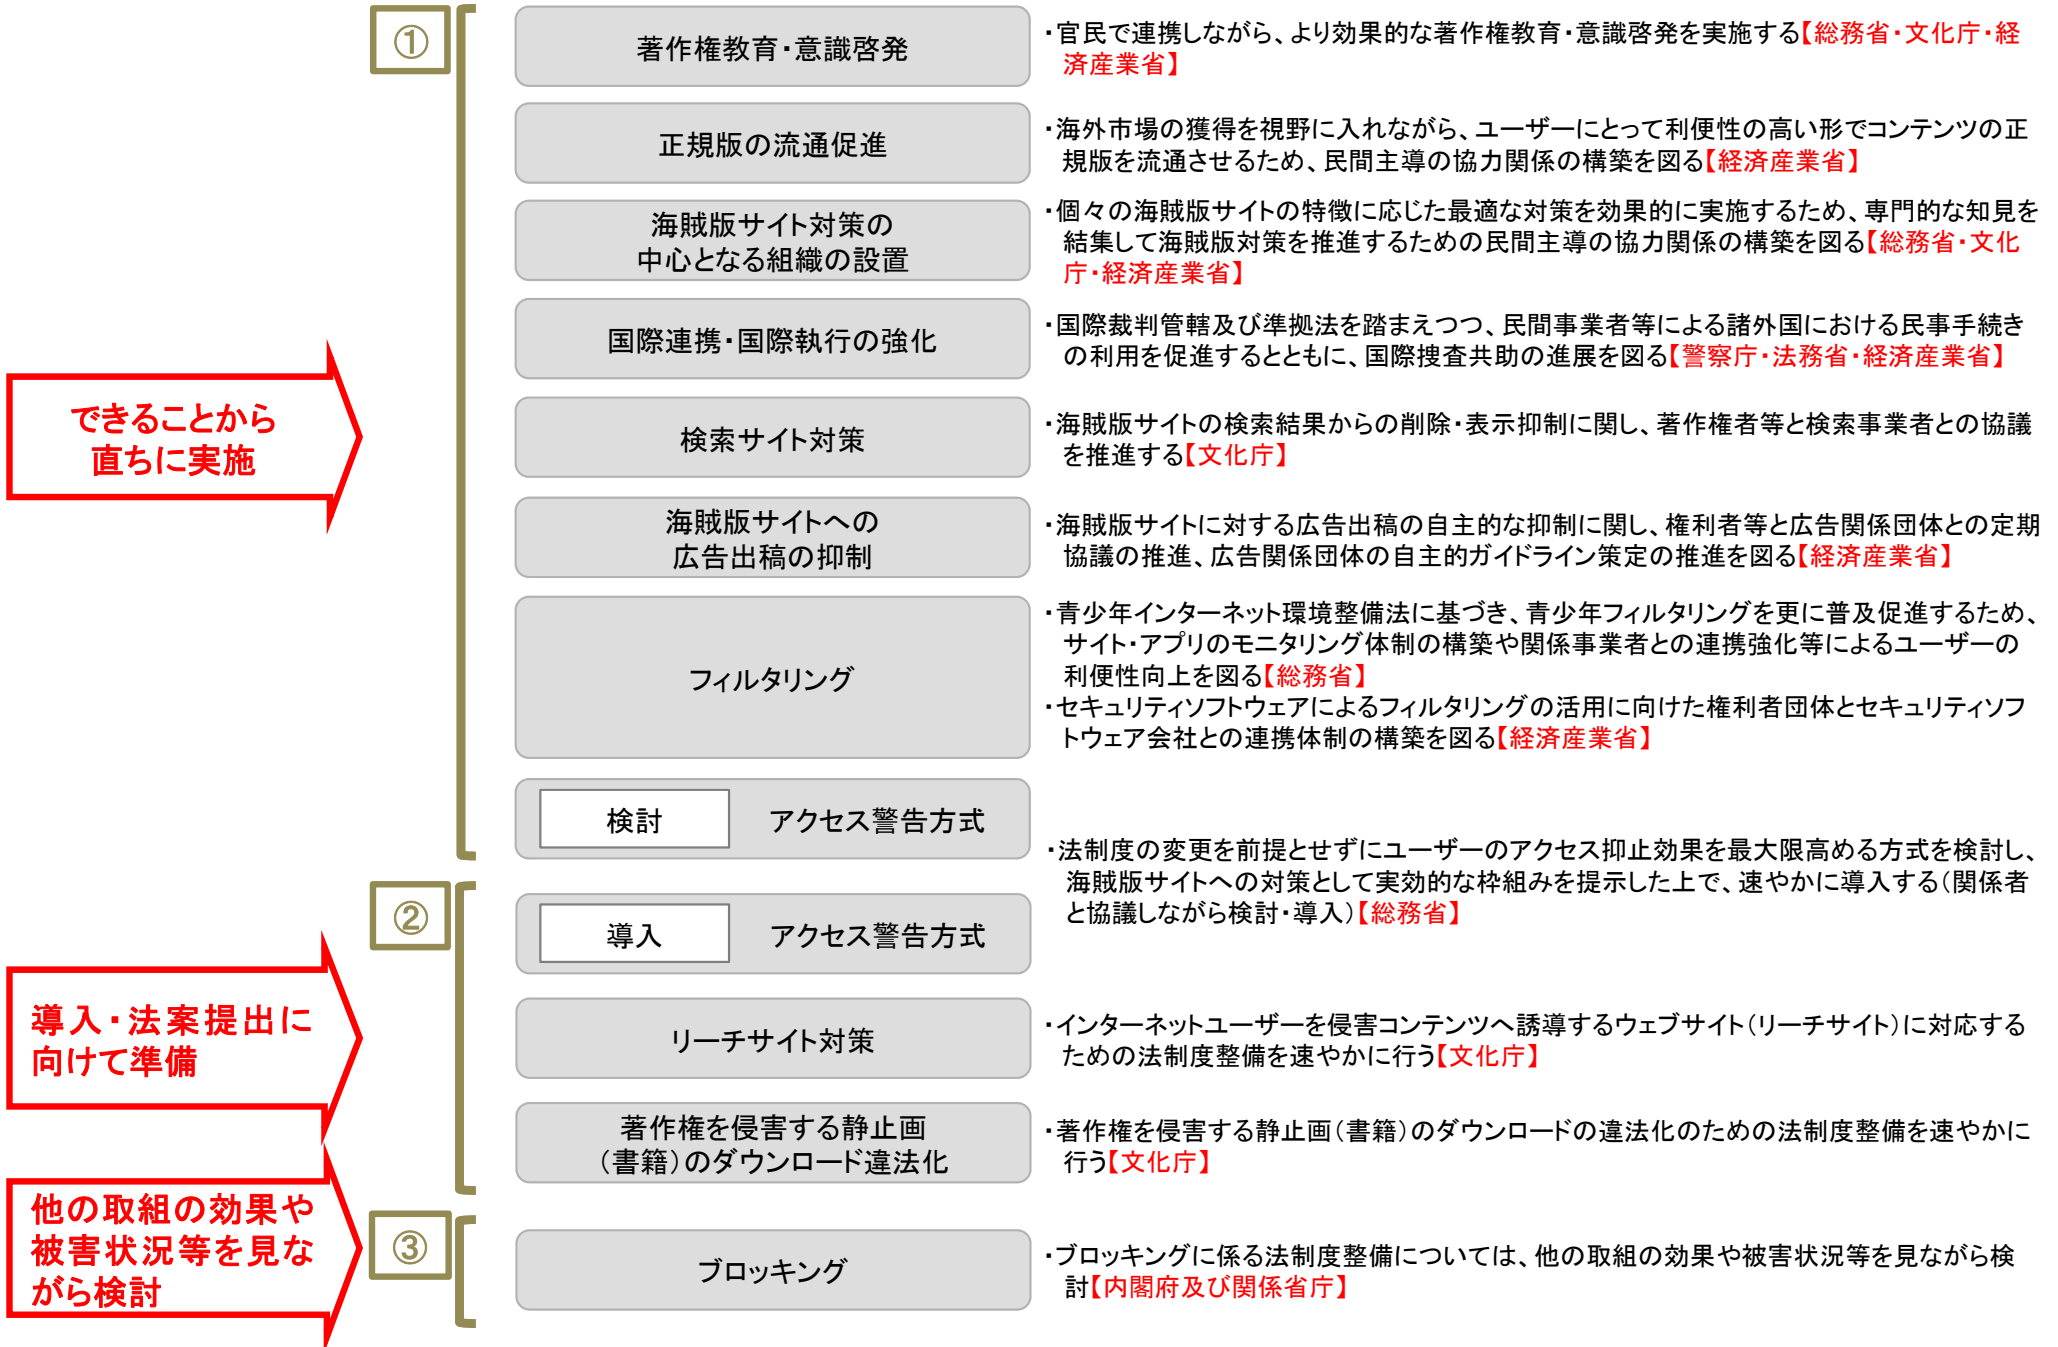 ①
著作権教育・意識啓発
・官民で連携しながら、より効果的な著作権教育・意識啓発を実施する【総務省・文化庁・経
済産業省】
正規版の流通促進
・海外市場の獲得を視野に入れながら、ユーザーにとって利便性の高い形でコンテンツの正
規版を流通させるため、民間主導の協力関係の構築を図る【経済産業省】
海賊版サイト対策の
中心となる組織の設置
・個々の海賊版サイトの特徴に応じた最適な対策を効果的に実施するため、専門的な知見を
結集して海賊版対策を推進するための民間主導の協力関係の構築を図る【総務省・文化
庁・経済産業省】
国際連携・国際執行の強化
・国際裁判管轄及び準拠法を踏まえつつ、民間事業者等による諸外国における民事手続き
の利用を促進するとともに、国際捜査共助の進展を図る【警察庁・法務省・経済産業省】
できることから
直ちに実施
検索サイト対策
・海賊版サイトの検索結果からの削除・表示抑制に関し、著作権者等と検索事業者との協議
を推進する【文化庁】
海賊版サイトへの
広告出稿の抑制
・海賊版サイトに対する広告出稿の自主的な抑制に関し、権利者等と広告関係団体との定期
協議の推進、広告関係団体の自主的ガイドライン策定の推進を図る【経済産業省】
フィルタリング
・青少年インターネット環境整備法に基づき、青少年フィルタリングを更に普及促進するため、
サイト・アプリのモニタリング体制の構築や関係事業者との連携強化等によるユーザーの
利便性向上を図る【総務省】
・セキュリティソフトウェアによるフィルタリングの活用に向けた権利者団体とセキュリティソフ
トウェア会社との連携体制の構築を図る【経済産業省】
検討 アクセス警告方式
・法制度の変更を前提とせずにユーザーのアクセス抑止効果を最大限高める方式を検討し、
海賊版サイトへの対策として実効的な枠組みを提示した上で、速やかに導入する（関係者
と協議しながら検討・導入）【総務省】
②
導入 アクセス警告方式
導入・法案提出に
向けて準備
リーチサイト対策
・インターネットユーザーを侵害コンテンツへ誘導するウェブサイト（リーチサイト）に対応する
ための法制度整備を速やかに行う【文化庁】
著作権を侵害する静止画
（書籍）のダウンロード違法化
・著作権を侵害する静止画（書籍）のダウンロードの違法化のための法制度整備を速やかに
行う【文化庁】
他の取組の効果や
被害状況等を見な
がら検討
③
ブロッキング
・ブロッキングに係る法制度整備については、他の取組の効果や被害状況等を見ながら検
討【内閣府及び関係省庁】